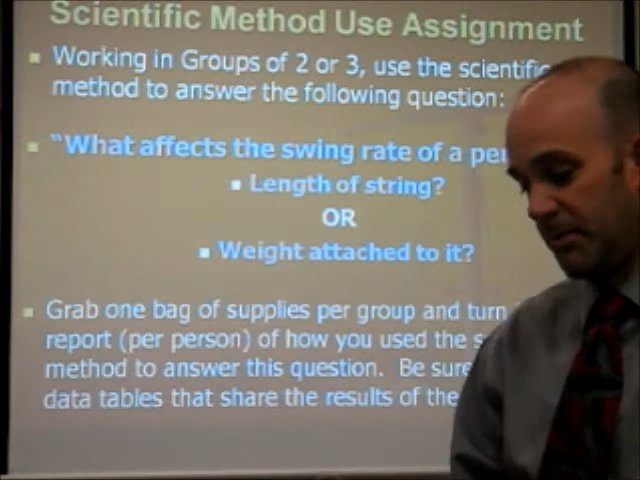 Scientific Method Use Assignment
Working in Groups of 2 or 3, use the scientific
method to answer the following question:
"What affects the swing rate of a
Length of string?
OR
Weight attached to it?
Grab one bag of supplies per group and turn
report (per person) of how you used the
method to answer this question. Be sure
data tables that share the results of the